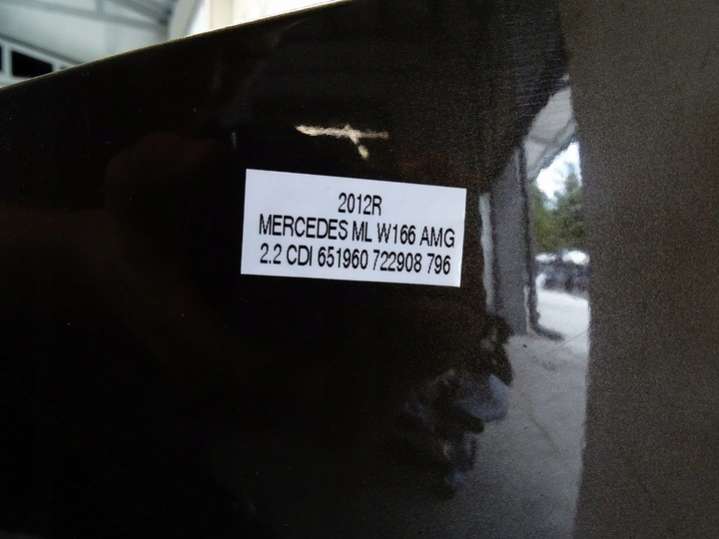 2012R
MERCEDES ML W166 AMG
2.2 CDI 651960 722908 796